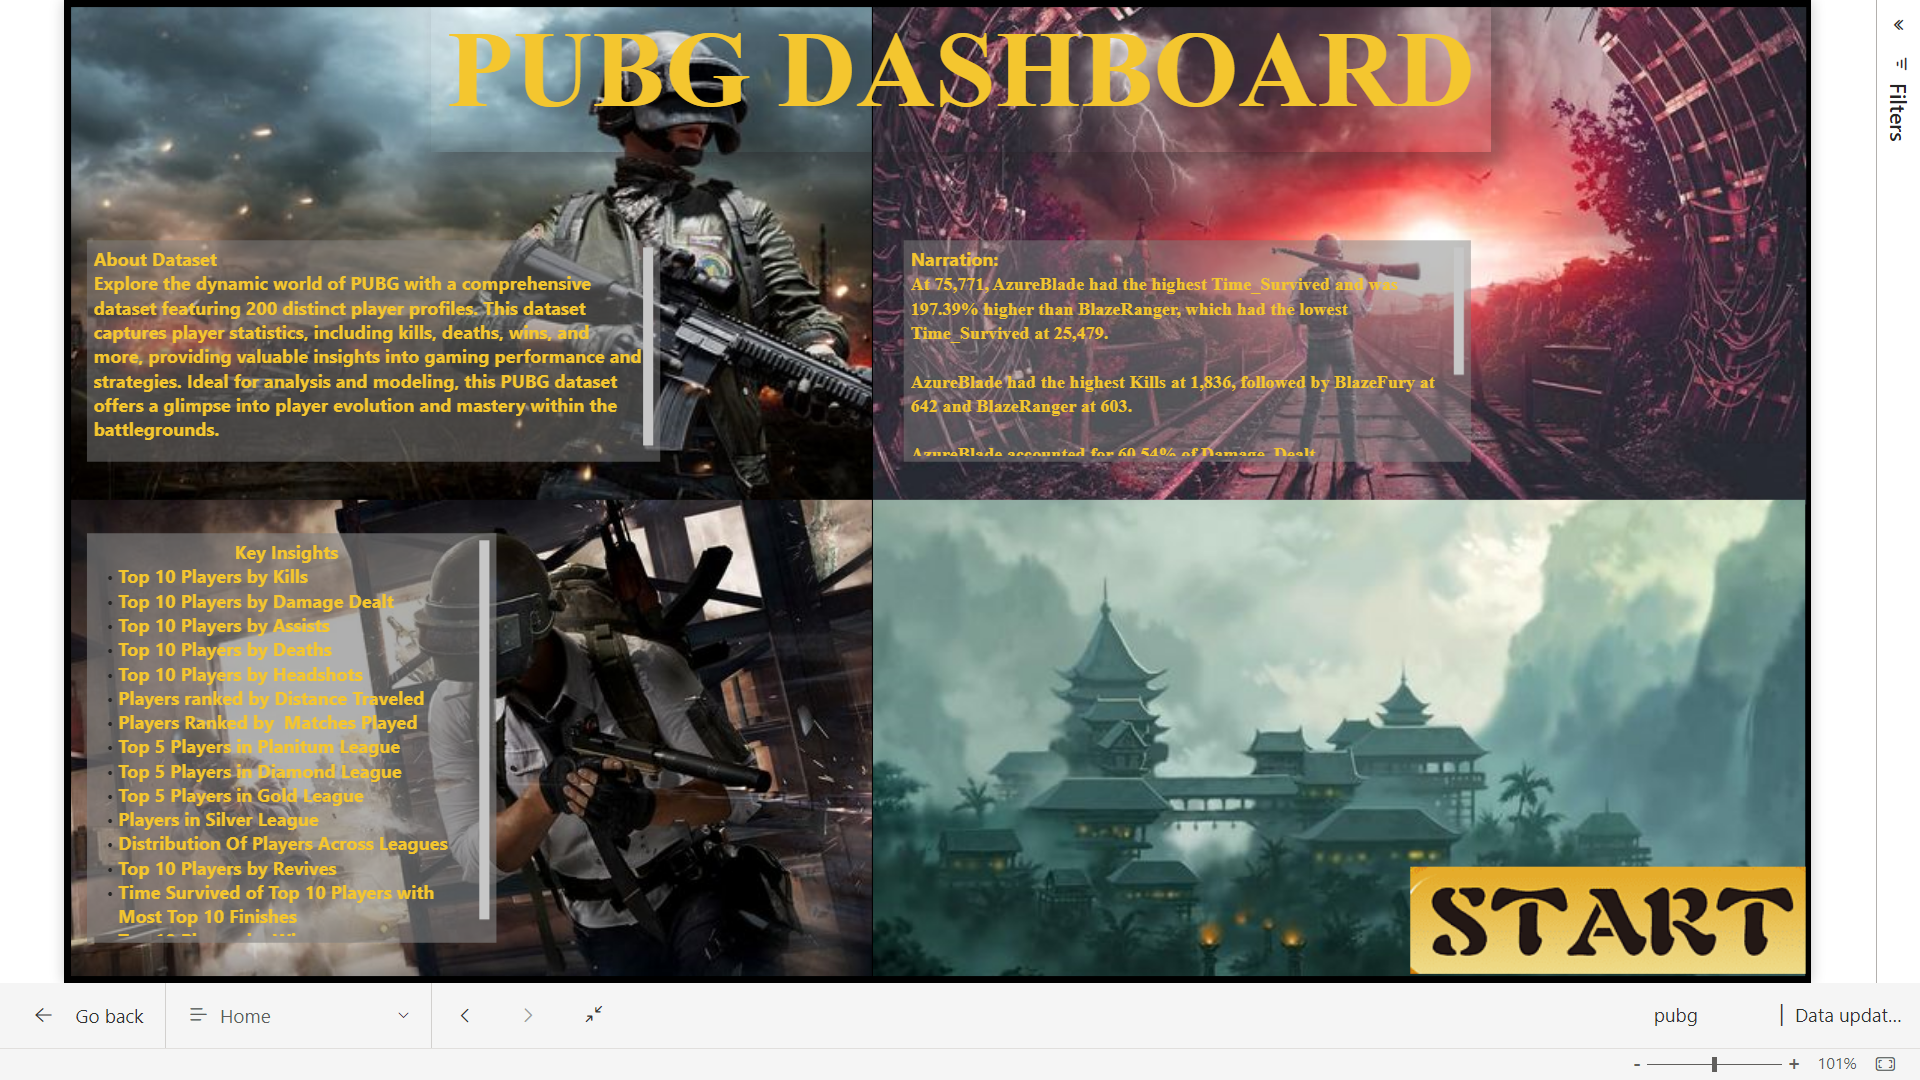 PUBG DASHBOARD
About Dataset
Explore the dynamic world of PUBG with a comprehensive
dataset featuring 200 distinct player profiles. This dataset
captures player statistics, including kills, deaths, wins, and
more, providing valuable insights into gaming performance and
strategies. Ideal for analysis and modeling, this PUBG dataset
offers a glimpse into player evolution and mastery within the
battlegrounds.
Narration:
At 75,771, AzureBlade had the highest Time_Survived and was
197.39% higher than BlazeRanger, which had the lowest
Time_Survived at 25,479.
AzureBlade had the highest Kills at 1,836, followed by BlazeFury at
642 and BlazeRanger at 603.
AzureBlade accounted for 60.54% of Damage_Dealt
Key Insights
• Top 10 Players by Kills
• Top 10 Players by Damage Dealt
• Top 10 Players by Assists
• Top 10 Players by Deaths
• Top 10 Players by Headshots
• Players ranked by Distance Traveled
• Players Ranked by  Matches Played
• Top 5 Players in Planitum League
• Top 5 Players in Diamond League
• Top 5 Players in Gold League
• Players in Silver League
• Distribution Of Players Across Leagues
• Top 10 Players by Revives
• Time Survived of Top 10 Players with
Most Top 10 Finishes
START
Filters
Go back
Home
pubg
| Data updat...
- + 101%